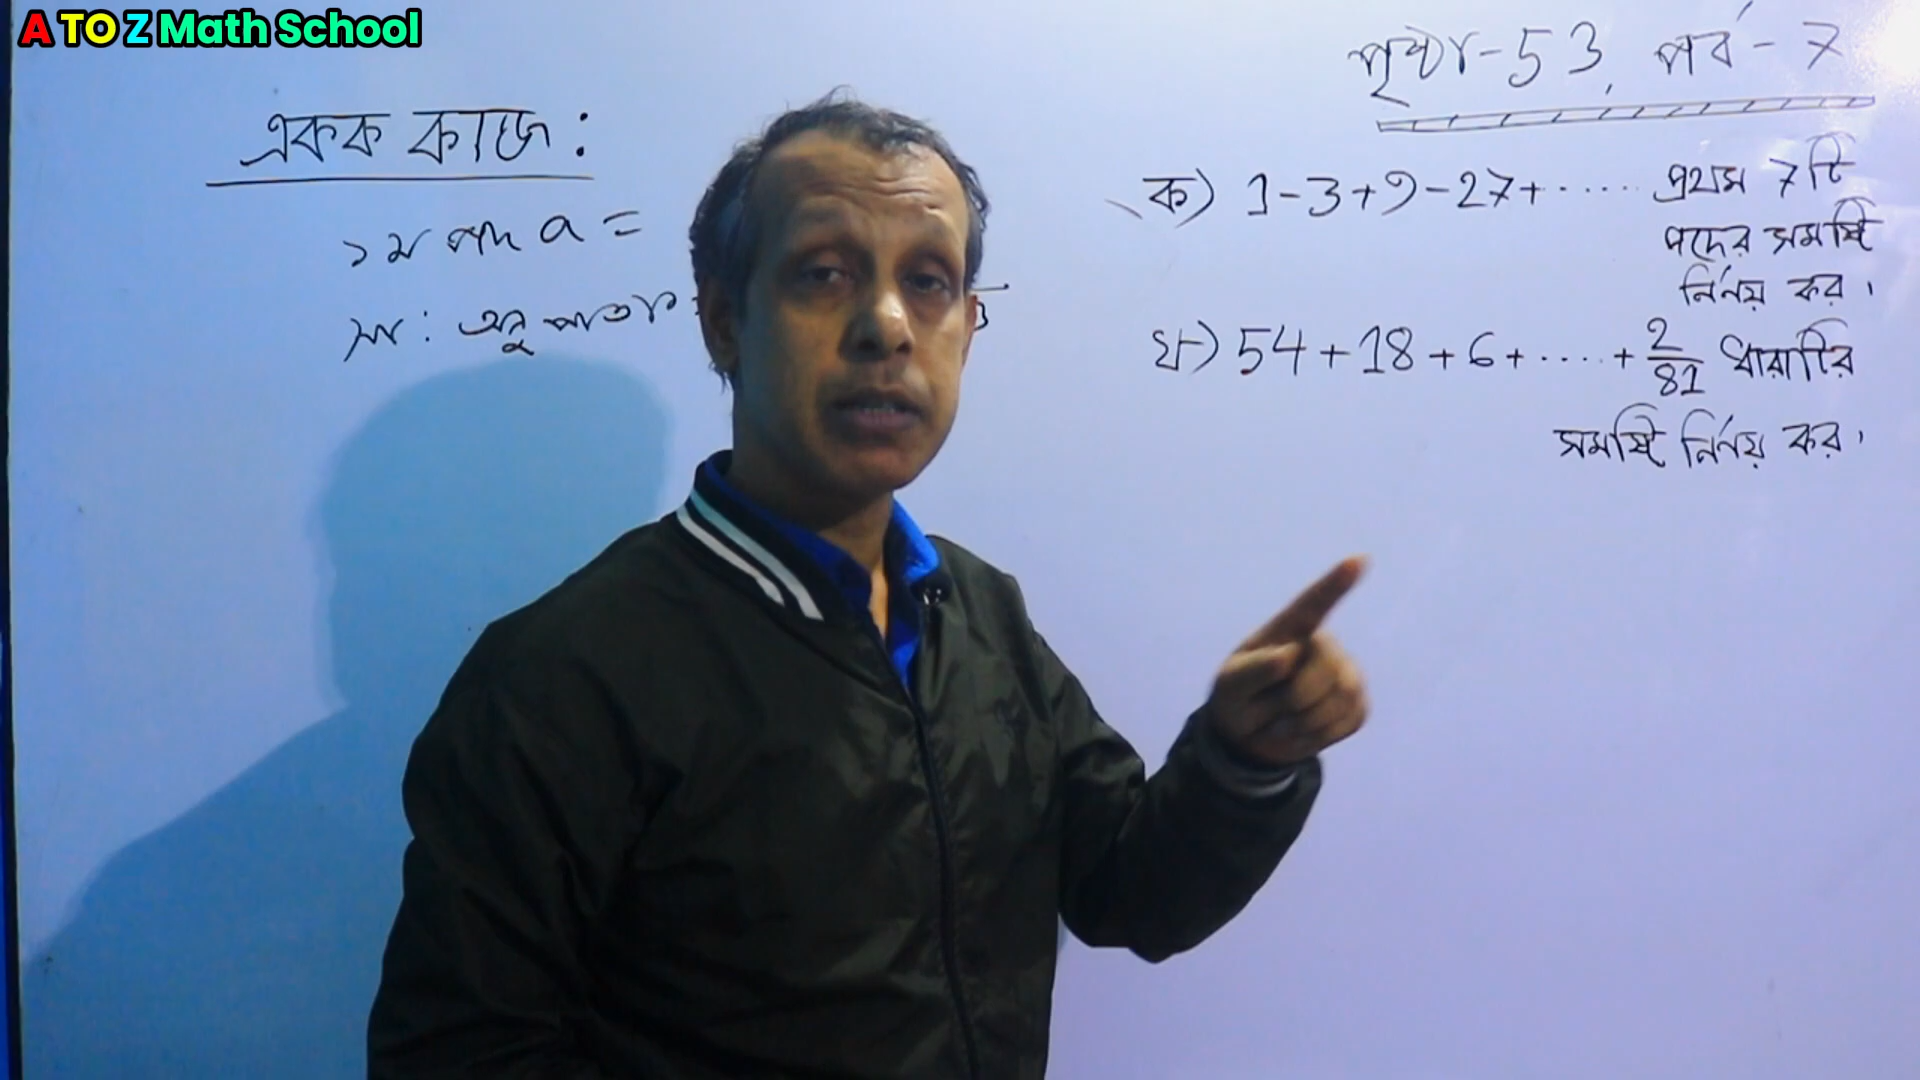 A TO Z Math School
পৃষ্ঠা-53, পর্ব-7
একক কাজ:
১ম পদ a =
সা: অনুপাত
ক) 1-3+9-27+...... প্রথম 7টি
পদের সমষ্টি
নির্ণয় কর।
খ) 54+18+6+.....+ 2/81 ধারাটির
সমষ্টি নির্ণয় কর।